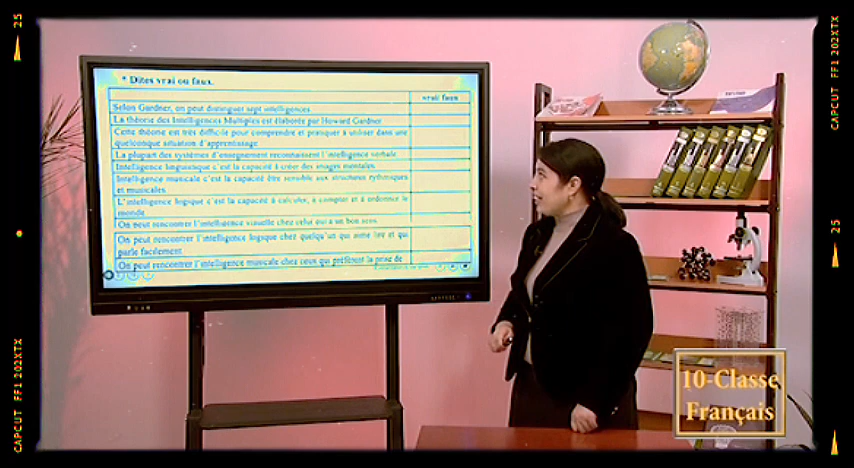 25
CAPCUT FF1 202XTX
* Dites vrai ou faux.
vrai faux
Selon Gardner, on peut distinguer sept intelligences.
La théorie des Intelligences Multiples est élaborée par Howard Gardner
Cette théorie est très difficile pour comprendre et pratiquer à utiliser dans une
quelconque situation d'apprentissage
La plupart des systèmes d'enseignement reconnaissent l'intelligence verbale.
Intelligence linguistique c'est la capacité à créer des images mentales.
Intelligence musicale c'est la capacité être sensible aux structures rythmiques
et musicales.
L'intelligence logique c'est la capacité à calculer, à compter et à ordonner le
monde
On peut rencontrer l'intelligence visuelle chez celui qui a un bon sens
On peut rencontrer l'intelligence logique chez quelqu'un qui aime lire et qui
parle facilement.
On peut rencontrer l'intelligence musicale chez ceux qui préfèrent la prise de
10-Classe
Français
CAPCUT FF1 202XTX
25
CAPCUT FF1 202XTX